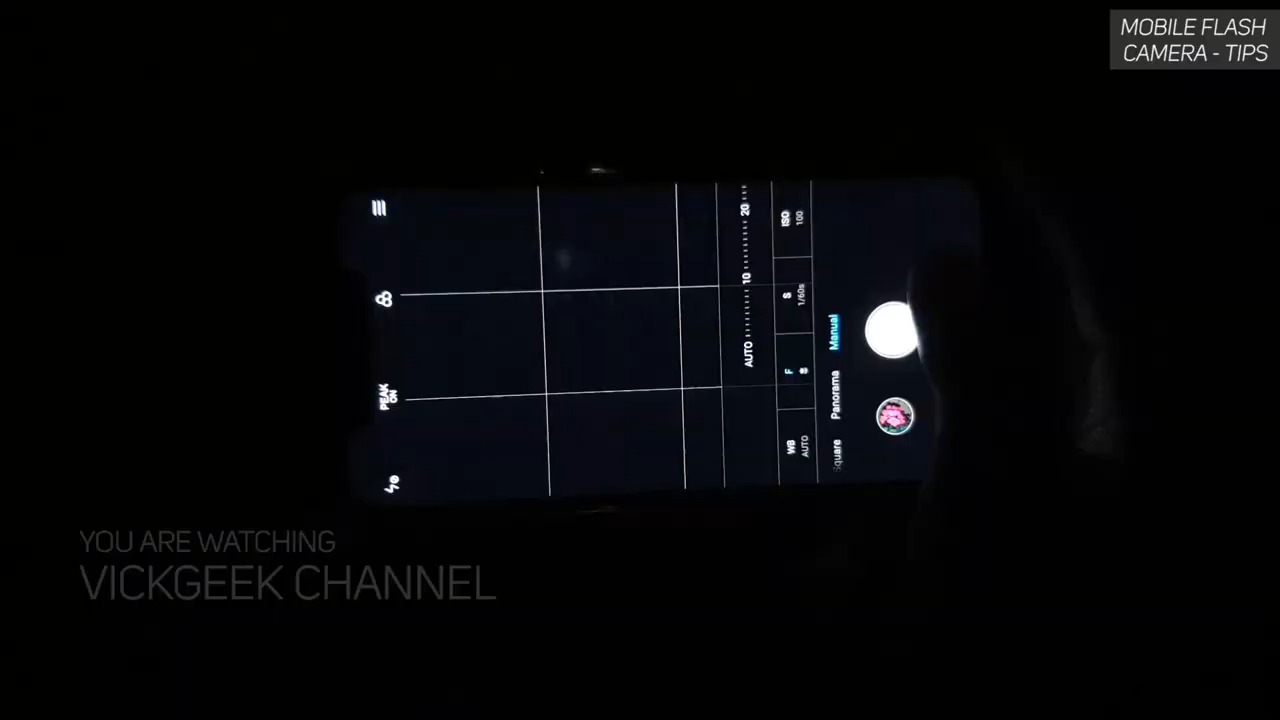 MOBILE FLASH
CAMERA - TIPS
PEAK
ON
AUTO 10 20
WB
AUTO
F
S
1/60s
ISO
100
Square Panorama Manual
YOU ARE WATCHING
VICKGEEK CHANNEL